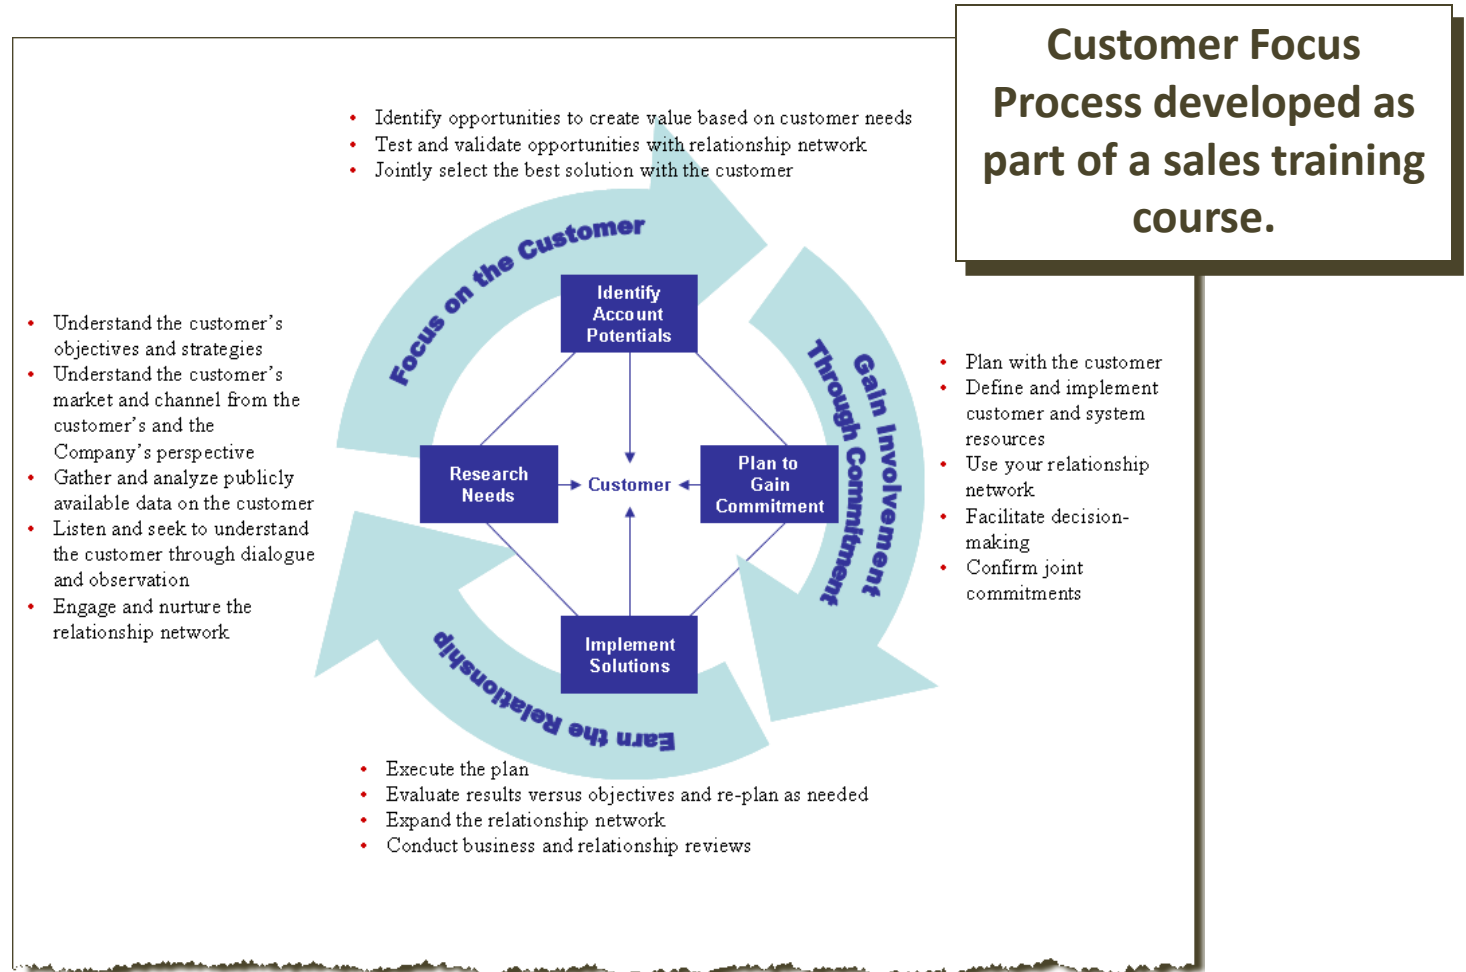 Customer Focus
Process developed as
part of a sales training
course.
• Identify opportunities to create value based on customer needs
• Test and validate opportunities with relationship network
• Jointly select the best solution with the customer
Focus on the Customer
Identify
Account
Potentials
Gain Involvement
Through Commitment
• Understand the customer’s
objectives and strategies
• Understand the customer’s
market and channel from the
customer’s and the
Company’s perspective
• Gather and analyze publicly
available data on the customer
• Listen and seek to understand
the customer through dialogue
and observation
• Engage and nurture the
relationship network
Research
Needs
Customer
Plan to
Gain
Commitment
• Plan with the customer
• Define and implement
customer and system
resources
• Use your relationship
network
• Facilitate decision-
making
• Confirm joint
commitments
Implement
Solutions
Earn the Relationship
• Execute the plan
• Evaluate results versus objectives and re-plan as needed
• Expand the relationship network
• Conduct business and relationship reviews